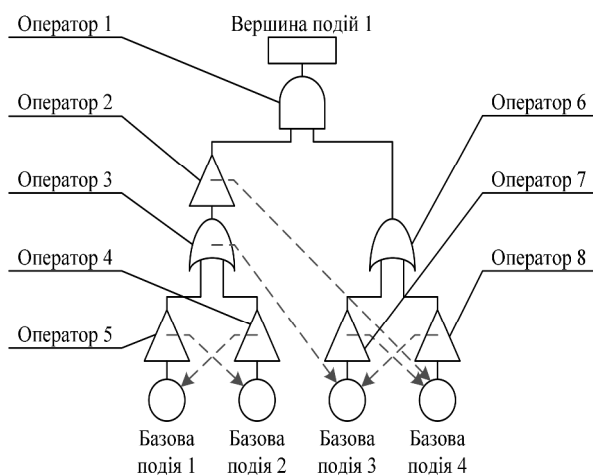 Оператор 1
Вершина подій 1
Оператор 2
Оператор 6
Оператор 3
Оператор 7
Оператор 4
Оператор 8
Оператор 5
Базова подія 1
Базова подія 2
Базова подія 3
Базова подія 4